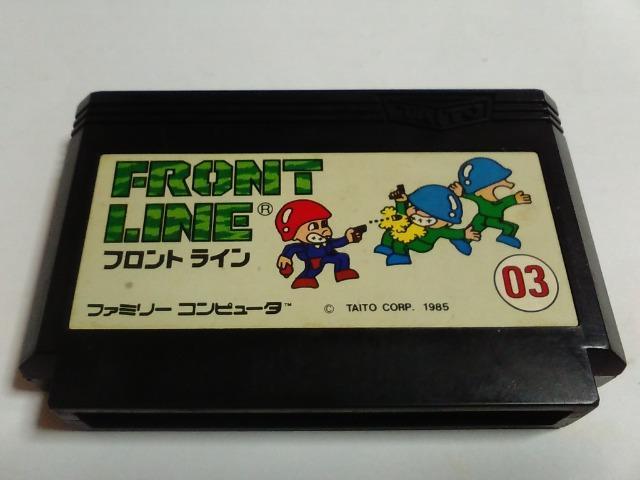 TAITO
FRONT
LINE®
フロント ライン
03
ファミリー コンピュータ™
© TAITO CORP. 1985